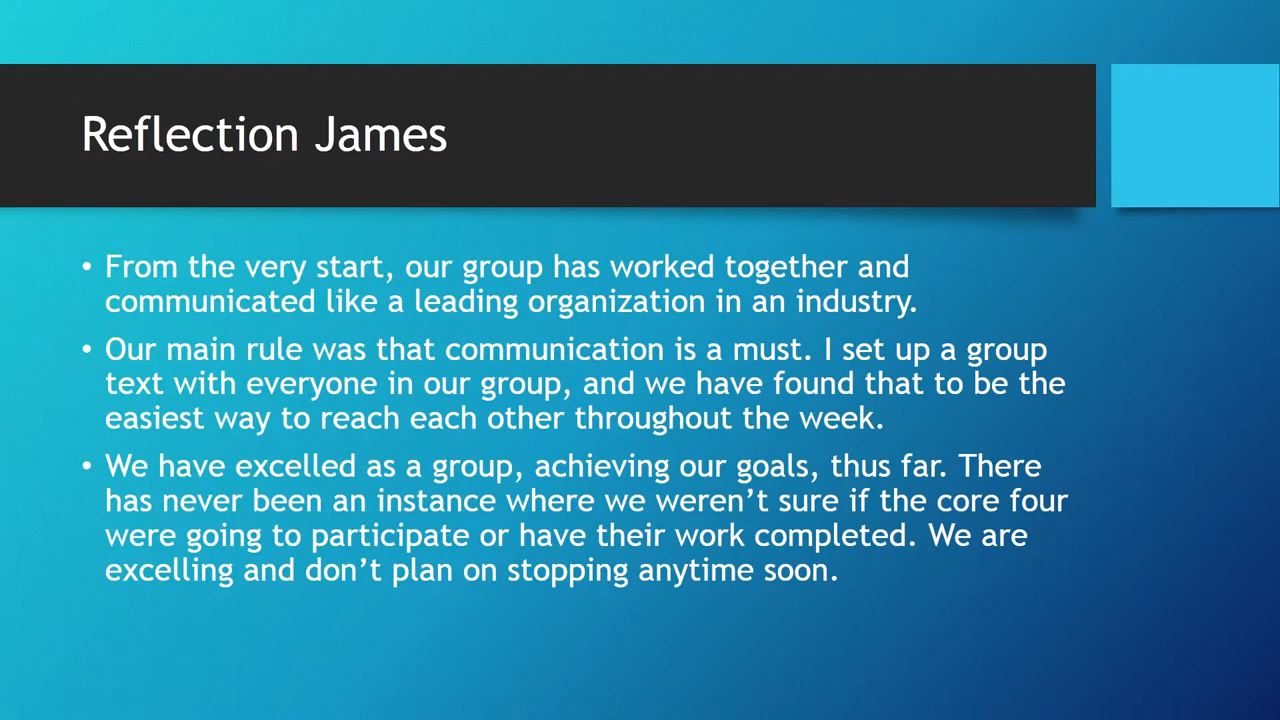 Reflection James
• From the very start, our group has worked together and
communicated like a leading organization in an industry.
• Our main rule was that communication is a must. I set up a group
text with everyone in our group, and we have found that to be the
easiest way to reach each other throughout the week.
• We have excelled as a group, achieving our goals, thus far. There
has never been an instance where we weren’t sure if the core four
were going to participate or have their work completed. We are
excelling and don’t plan on stopping anytime soon.